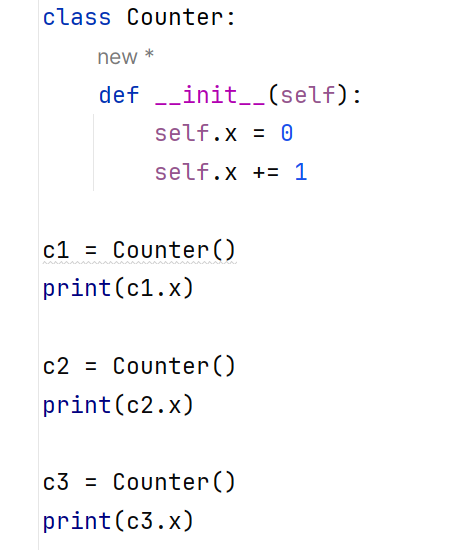 class Counter:
    new *
    def __init__(self):
        self.x = 0
        self.x += 1

c1 = Counter()
print(c1.x)

c2 = Counter()
print(c2.x)

c3 = Counter()
print(c3.x)